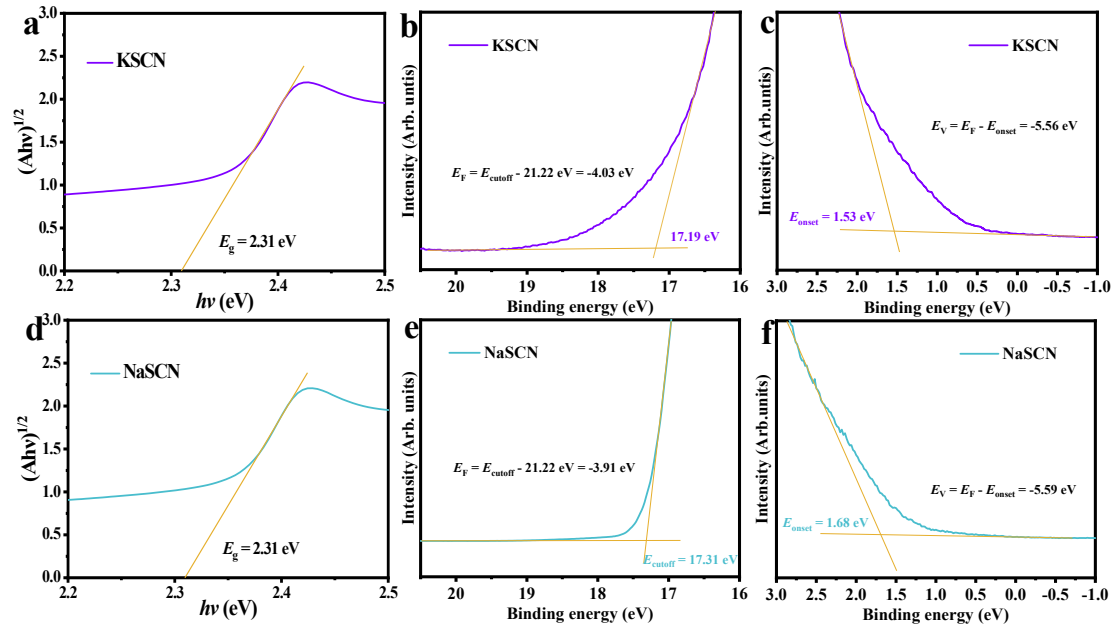 a
KSCN
(Ahν)1/2
Eg = 2.31 eV
3.0
2.5
2.0
1.5
1.0
0.5
0.0
2.2 2.3 2.4 2.5
hν (eV)
b
KSCN
Intensity (Arb. untis)
EF = Ecutoff - 21.22 eV = -4.03 eV
17.19 eV
20 19 18 17 16
Binding energy (eV)
c
KSCN
Intensity (Arb.units)
EV = EF - Eonset = -5.56 eV
Eonset = 1.53 eV
3.0 2.5 2.0 1.5 1.0 0.5 0.0 -0.5 -1.0
Binding energy (eV)
d
NaSCN
(Ahν)1/2
Eg = 2.31 eV
3.0
2.5
2.0
1.5
1.0
0.5
0.0
2.2 2.3 2.4 2.5
hν (eV)
e
NaSCN
Intensity (Arb. units)
EF = Ecutoff - 21.22 eV = -3.91 eV
Ecutoff = 17.31 eV
20 19 18 17 16
Binding energy (eV)
f
NaSCN
Intensity (Arb.units)
EV = EF - Eonset = -5.59 eV
Eonset = 1.68 eV
3.0 2.5 2.0 1.5 1.0 0.5 0.0 -0.5 -1.0
Binding energy (eV)